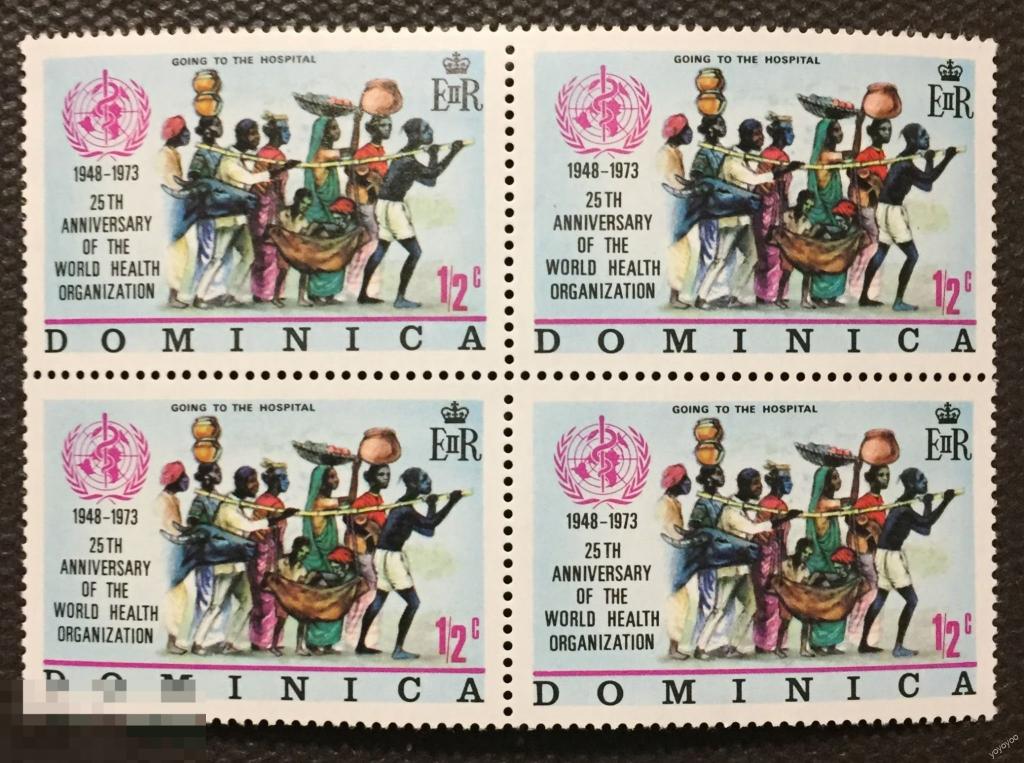 GOING TO THE HOSPITAL
EIIR
1948-1973
25TH
ANNIVERSARY
OF THE
WORLD HEALTH
ORGANIZATION
1/2c
DOMINICA
GOING TO THE HOSPITAL
EIIR
1948-1973
25TH
ANNIVERSARY
OF THE
WORLD HEALTH
ORGANIZATION
1/2c
DOMINICA
GOING TO THE HOSPITAL
EIIR
1948-1973
25TH
ANNIVERSARY
OF THE
WORLD HEALTH
ORGANIZATION
1/2c
DOMINICA
GOING TO THE HOSPITAL
EIIR
1948-1973
25TH
ANNIVERSARY
OF THE
WORLD HEALTH
ORGANIZATION
1/2c
DOMINICA
yoyoyoo